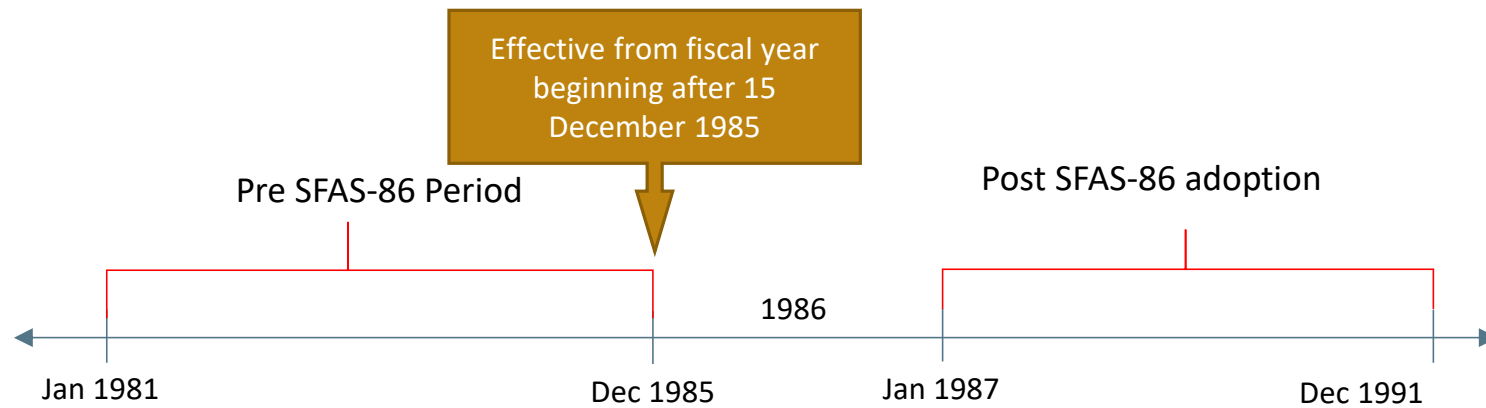 Effective from fiscal year
beginning after 15
December 1985
Pre SFAS-86 Period
Post SFAS-86 adoption
1986
Jan 1981
Dec 1985
Jan 1987
Dec 1991